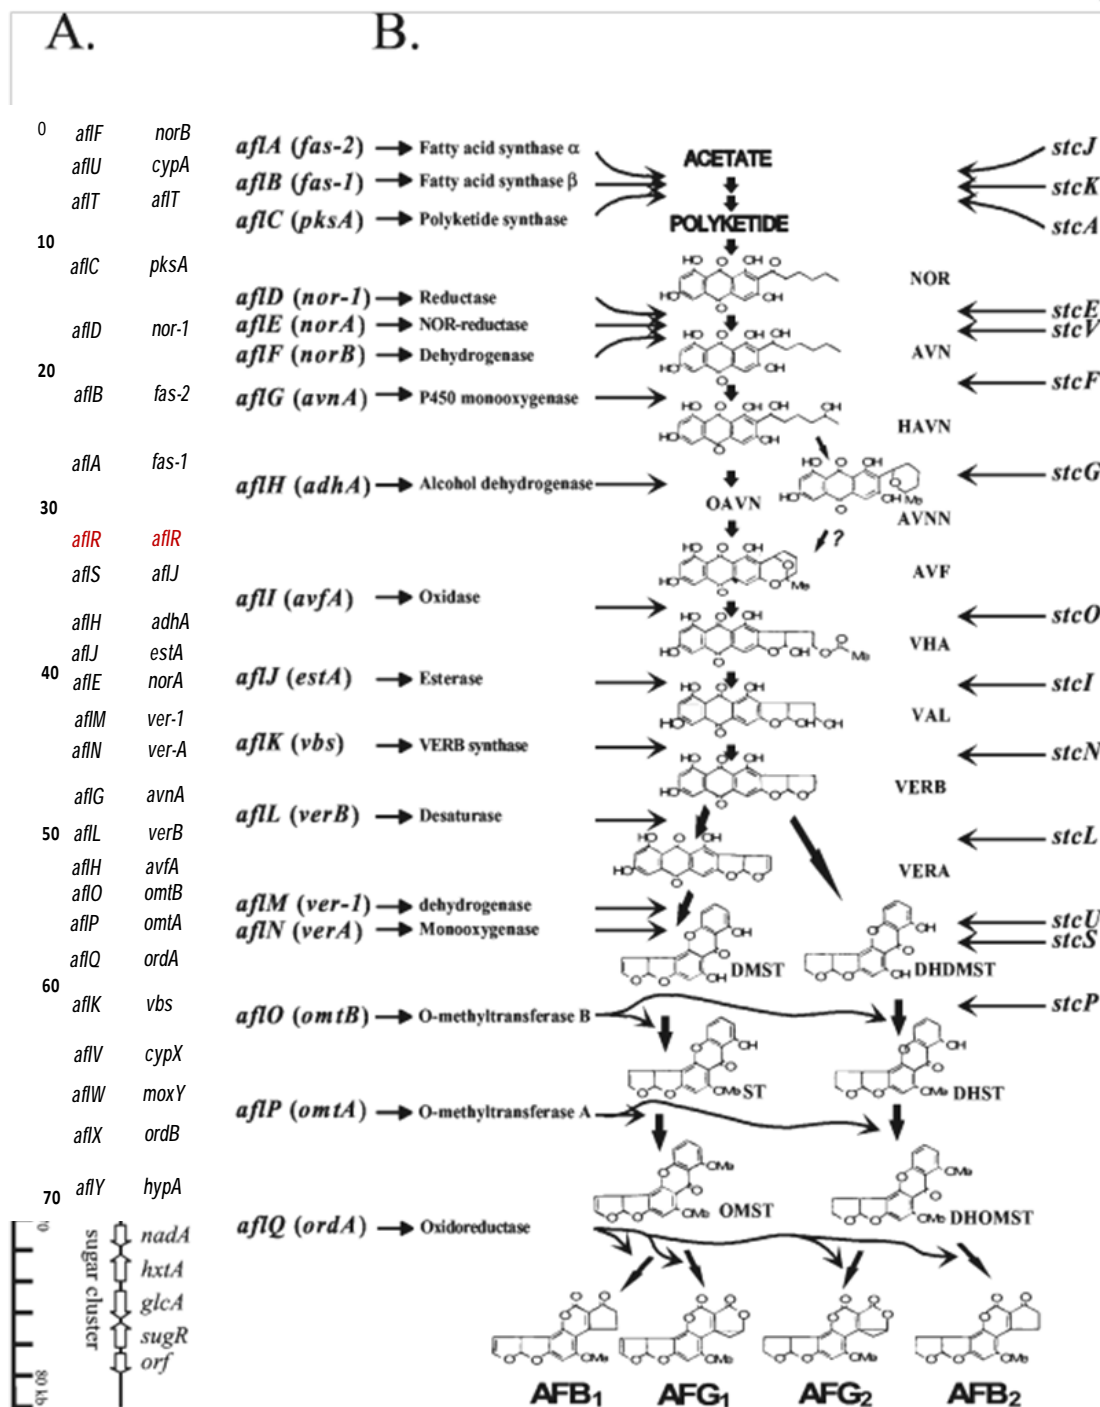 A.
B.
0
aflF norB
aflU cypA
aflT aflT
10
aflC pksA
aflD nor-1
20
aflB fas-2
aflA fas-1
30
aflR aflR
aflS aflJ
aflH adhA
aflJ estA
40
aflE norA
aflM ver-1
aflN ver-A
aflG avnA
50
aflL verB
aflH avfA
aflO omtB
aflP omtA
aflQ ordA
60
aflK vbs
aflV cypX
aflW moxY
aflX ordB
aflY hypA
70
sugar cluster
nadA
hxtA
glcA
sugR
orf
80 kb
aflA (fas-2) Fatty acid synthase α
aflB (fas-1) Fatty acid synthase β
aflC (pksA) Polyketide synthase
aflD (nor-1) Reductase
aflE (norA) NOR-reductase
aflF (norB) Dehydrogenase
aflG (avnA) P450 monooxygenase
aflH (adhA) Alcohol dehydrogenase
aflI (avfA) Oxidase
aflJ (estA) Esterase
aflK (vbs) VERB synthase
aflL (verB) Desaturase
aflM (ver-1) dehydrogenase
aflN (verA) Monooxygenase
aflO (omtB) O-methyltransferase B
aflP (omtA) O-methyltransferase A
aflQ (ordA) Oxidoreductase
ACETATE
POLYKETIDE
NOR
AVN
HAVN
OAVN
AVNN
?
AVF
VHA
VAL
VERB
VERA
DMST
DHDMST
ST
DHST
OMST
DHOMST
AFB1
AFG1
AFG2
AFB2
stcJ
stcK
stcA
stcE
stcV
stcF
stcG
stcO
stcI
stcN
stcL
stcU
stcS
stcP